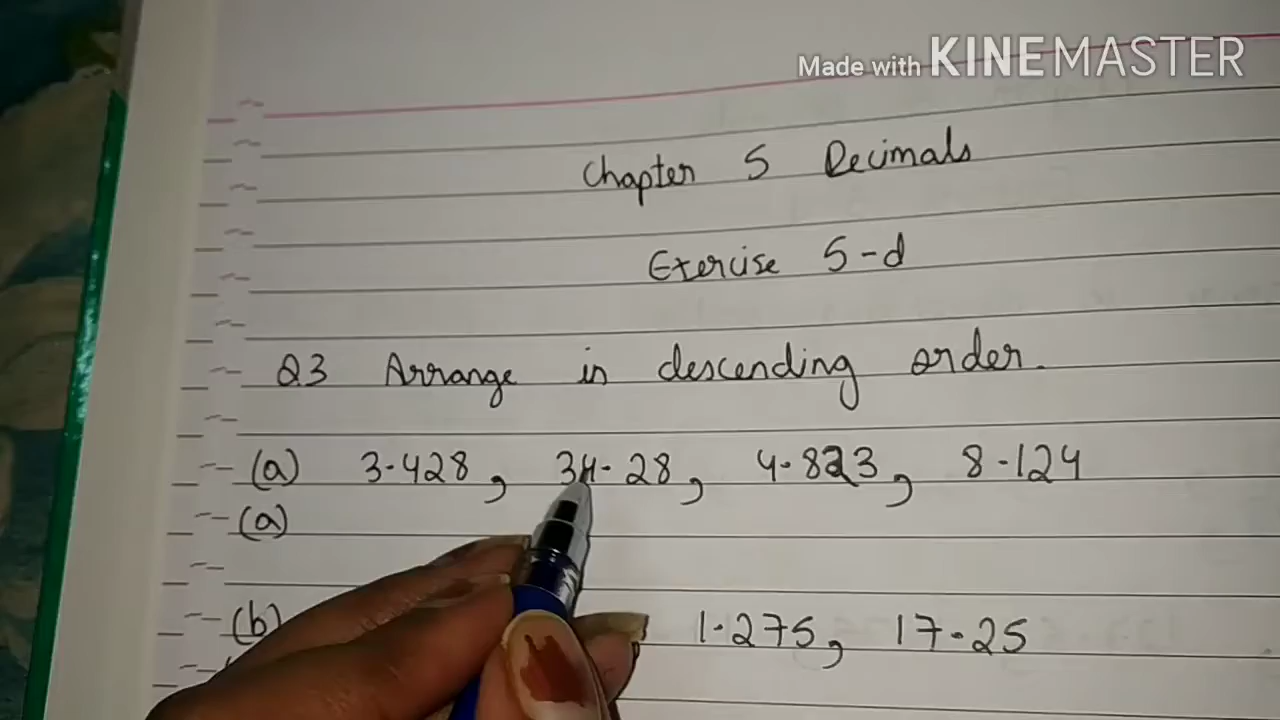 Made with KINEMASTER
Chapter 5 Decimals
Exercise 5-d
Q3 Arrange in descending order.
(a) 3.428, 34.28, 4.823, 8.124
(a)
(b) 1.275, 17.25